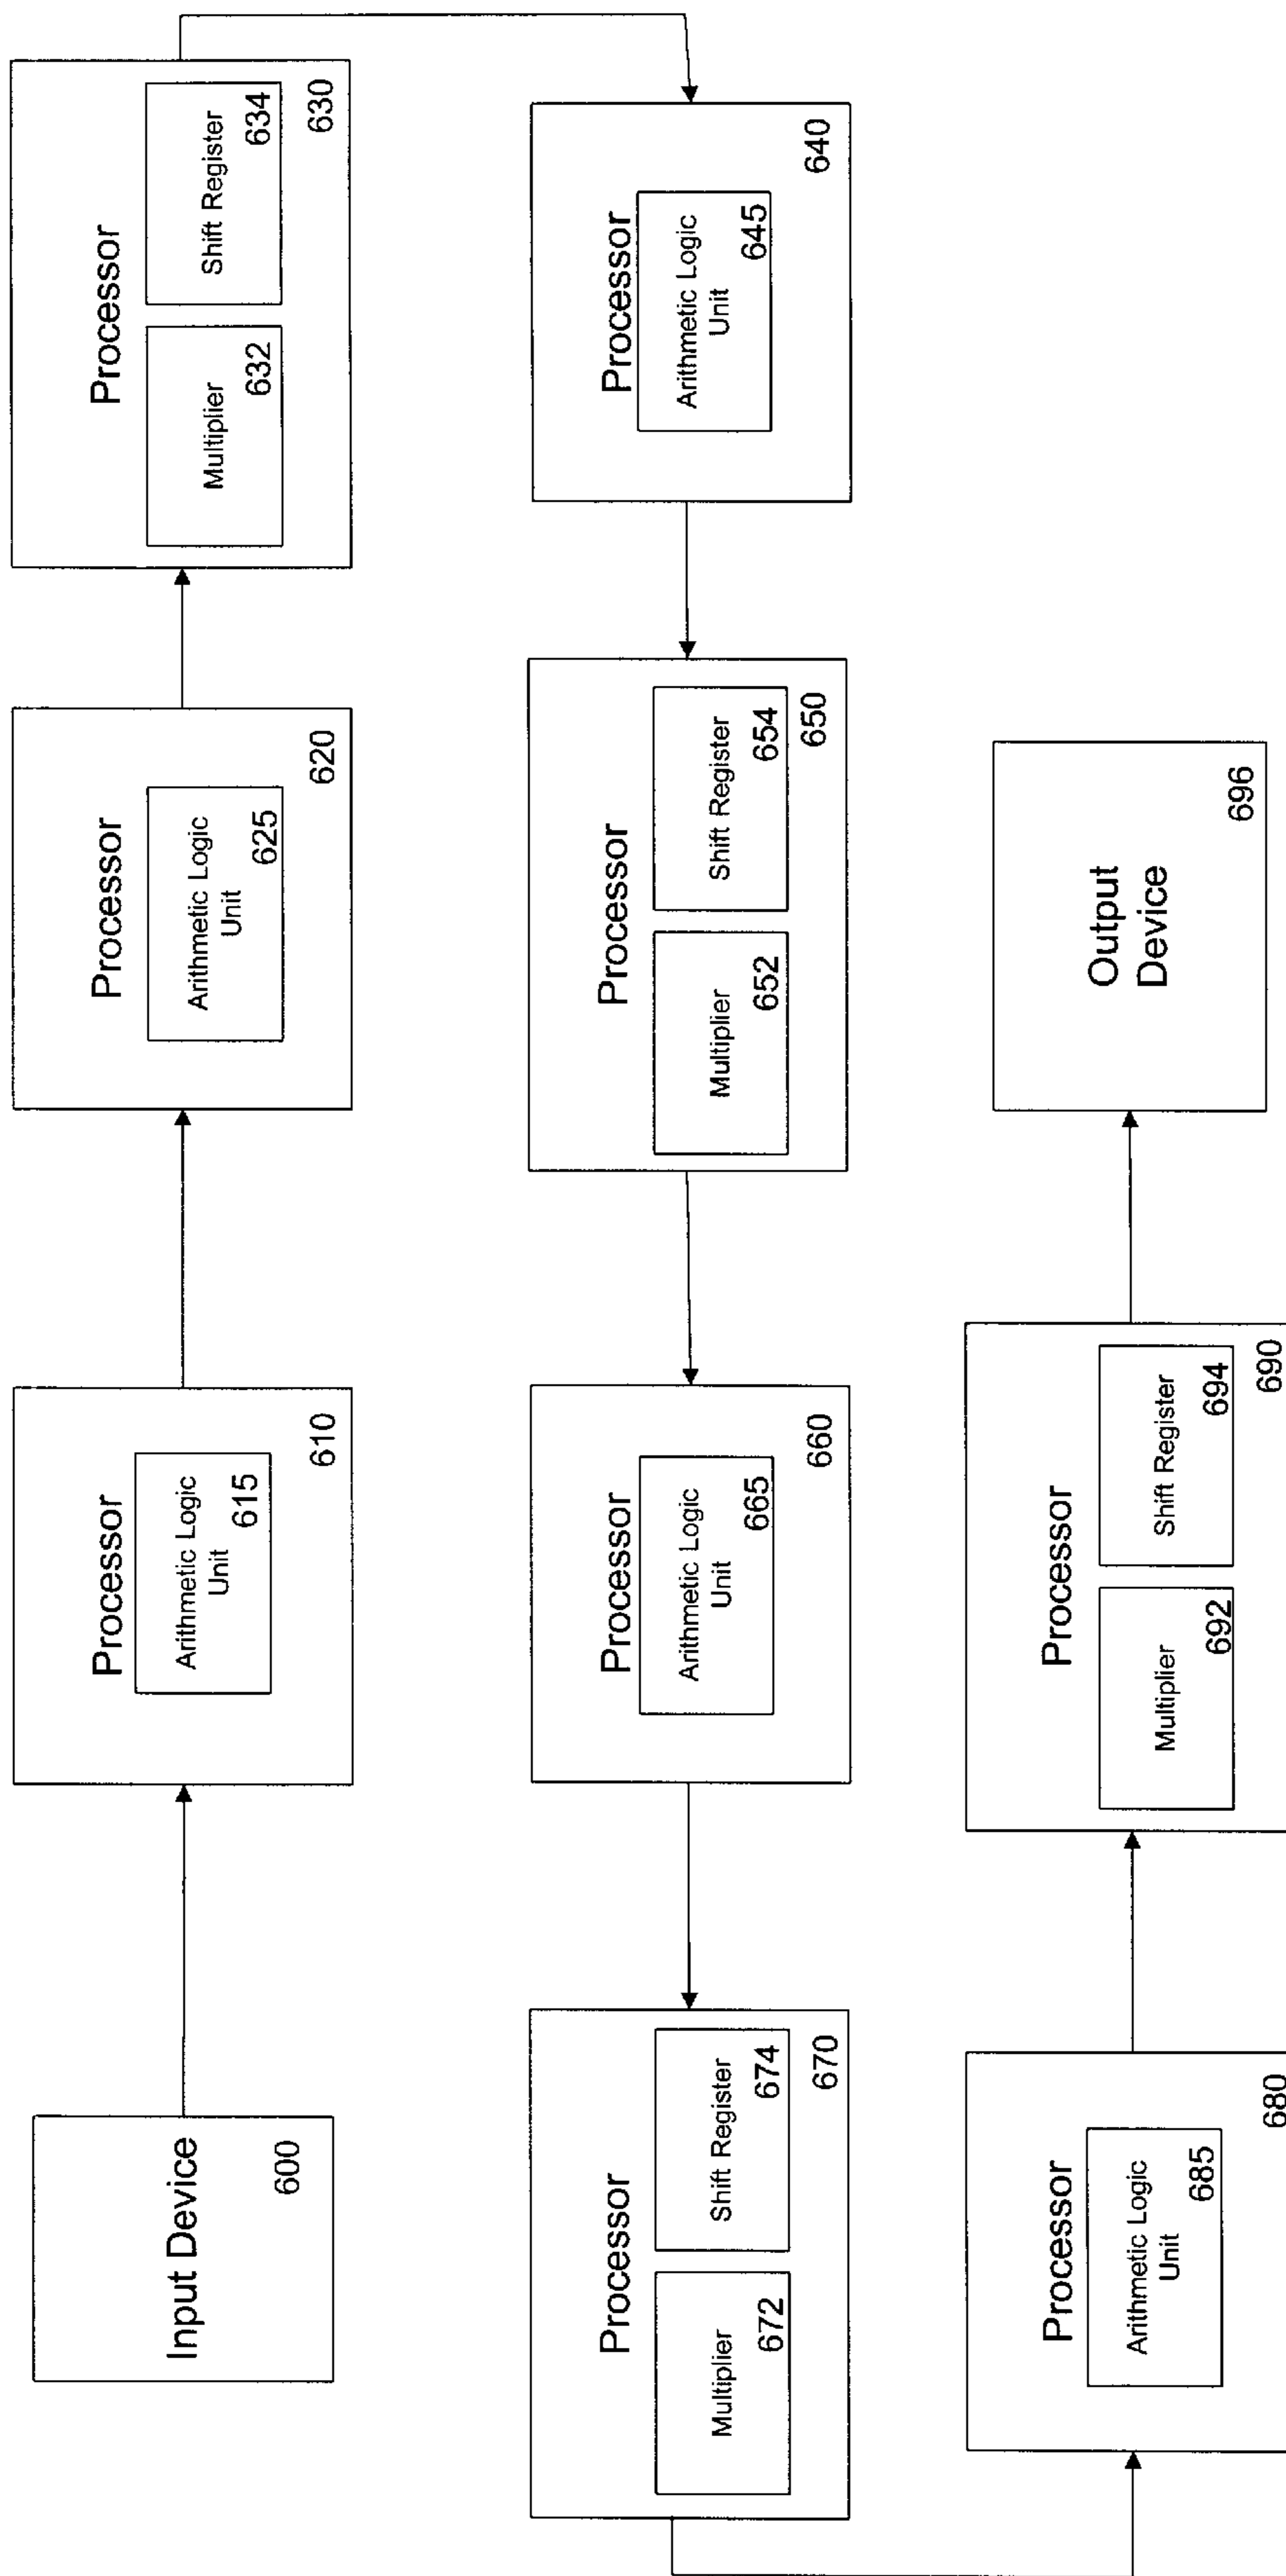 Input Device
600
Processor
Arithmetic Logic
Unit
615
610
Processor
Arithmetic Logic
Unit
625
620
Processor
Multiplier
632
Shift Register
634
630
Processor
Arithmetic Logic
Unit
645
640
Processor
Multiplier
652
Shift Register
654
650
Processor
Arithmetic Logic
Unit
665
660
Processor
Multiplier
672
Shift Register
674
670
Processor
Arithmetic Logic
Unit
685
680
Processor
Multiplier
692
Shift Register
694
690
Output
Device
696